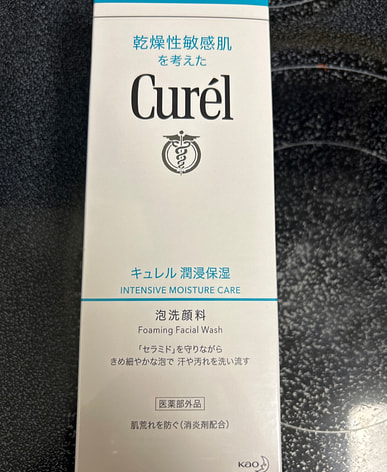 乾燥性敏感肌
を考えた
Curél
キュレル 潤浸保湿
INTENSIVE MOISTURE CARE
泡洗顔料
Foaming Facial Wash
「セラミド」を守りながら
きめ細やかな泡で 汗や汚れを洗い流す
医薬部外品
肌荒れを防ぐ(消炎剤配合)
Kao